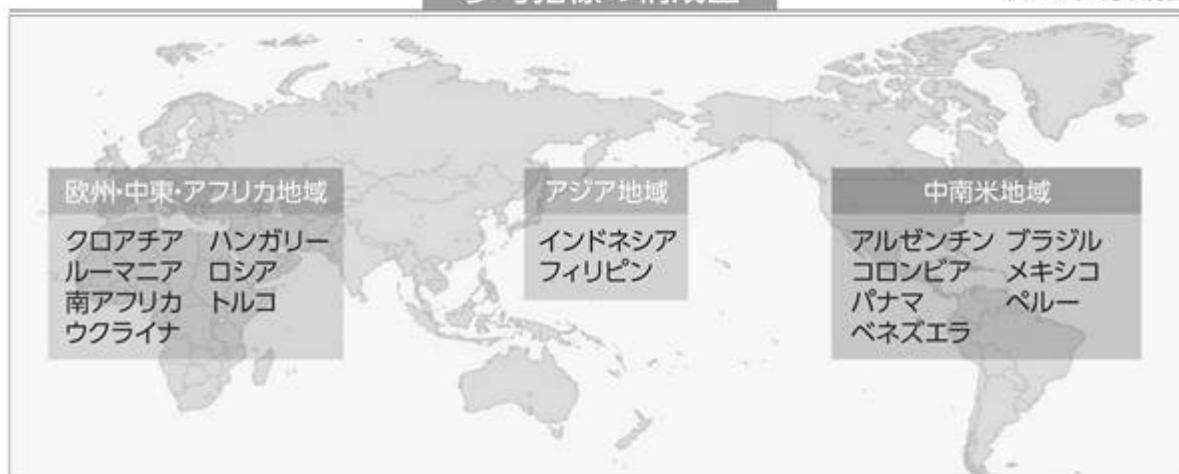 欧州・中東・アフリカ地域
クロアチア ハンガリー
ルーマニア ロシア
南アフリカ トルコ
ウクライナ
アジア地域
インドネシア
フィリピン
中南米地域
アルゼンチン ブラジル
コロンビア メキシコ
パナマ ペルー
ベネズエラ